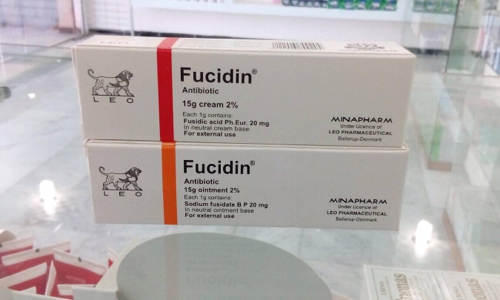 LEO
Fucidin®
Antibiotic
15g cream 2%
Each 1g contains:
Fusidic acid Ph.Eur. 20 mg
in neutral cream base
For external use
MINAPHARM
Under Licence of
LEO PHARMACEUTICAL
Ballerup-Denmark
LEO
Fucidin®
Antibiotic
15g ointment 2%
Each 1g contains:
Sodium fusidate B P 20 mg
in neutral ointment base
For external use
MINAPHARM
Under Licence of
LEO PHARMACEUTICAL
Ballerup-Denmark